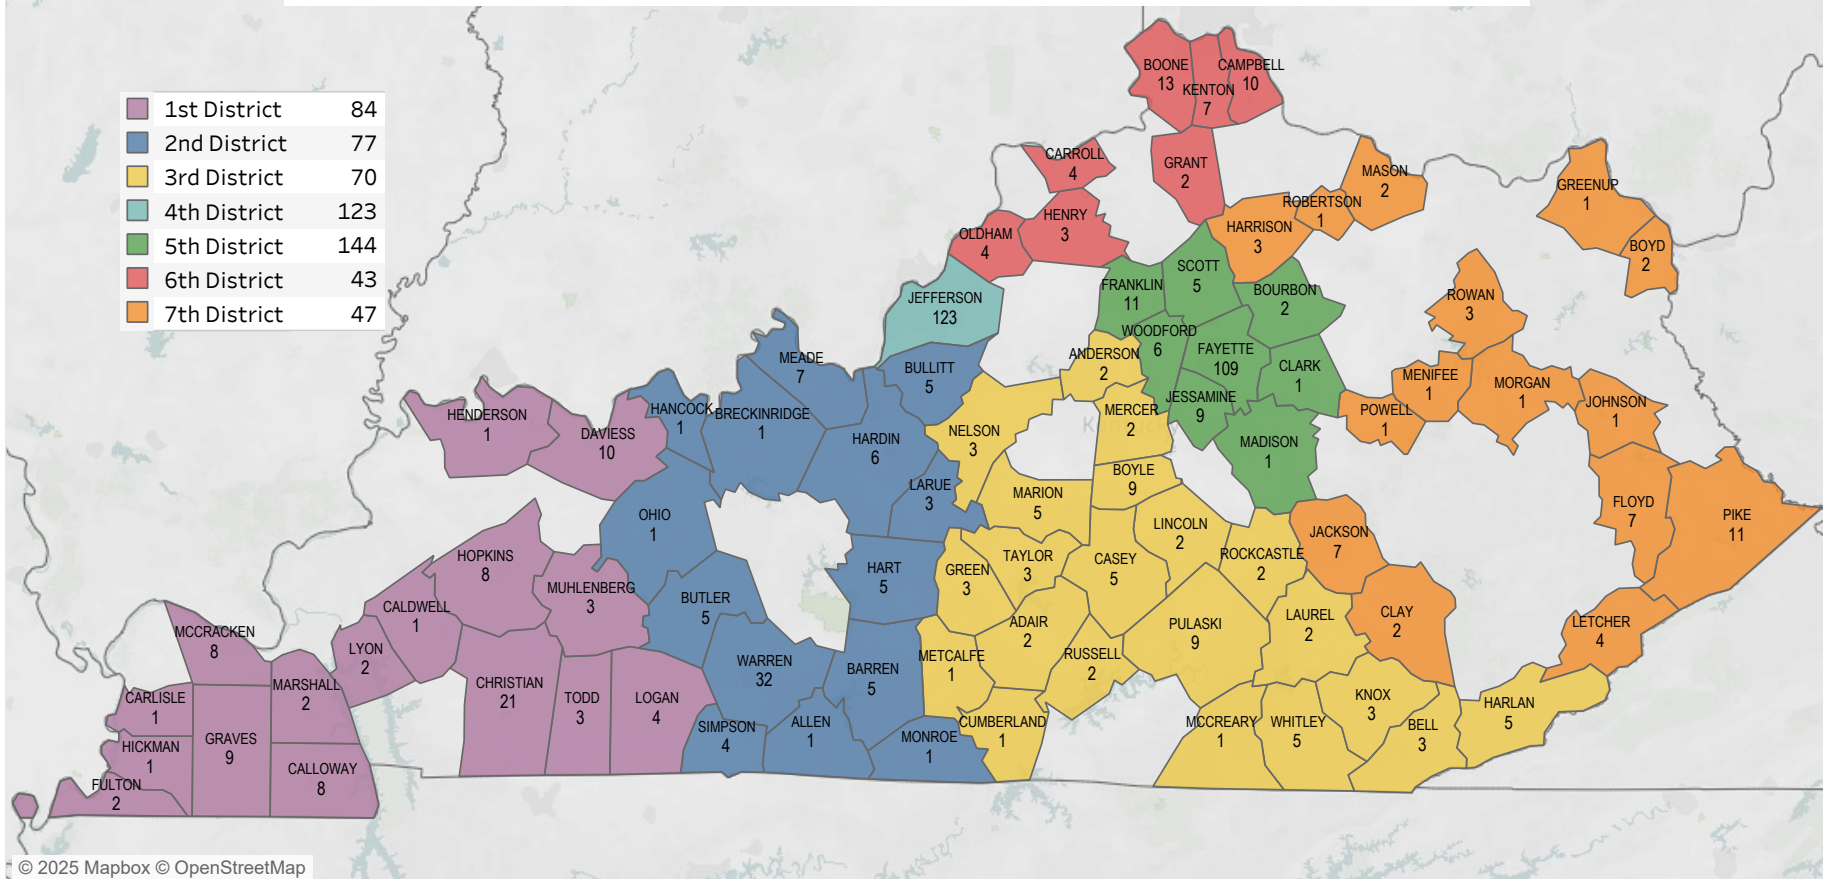 1st District 84
2nd District 77
3rd District 70
4th District 123
5th District 144
6th District 43
7th District 47
BOONE
13
KENTON
7
CAMPBELL
10
CARROLL
4
GRANT
2
MASON
2
ROBERTSON
1
HARRISON
3
GREENUP
1
BOYD
2
OLDHAM
4
HENRY
3
JEFFERSON
123
FRANKLIN
11
SCOTT
5
BOURBON
2
WOODFORD
6
FAYETTE
109
CLARK
1
JESSAMINE
9
MADISON
1
ROWAN
3
MENIFEE
1
MORGAN
1
POWELL
1
JOHNSON
1
FLOYD
7
PIKE
11
LETCHER
4
JACKSON
7
CLAY
2
ANDERSON
2
MERCER
2
NELSON
3
MARION
5
BOYLE
9
LINCOLN
2
ROCKCASTLE
2
GREEN
3
TAYLOR
3
CASEY
5
ADAIR
2
PULASKI
9
LAUREL
2
METCALFE
1
RUSSELL
2
CUMBERLAND
1
MCCREARY
1
WHITLEY
5
KNOX
3
BELL
3
HARLAN
5
MEADE
7
BULLITT
5
HANCOCK
1
BRECKINRIDGE
1
HARDIN
6
LARUE
3
OHIO
1
HART
5
BUTLER
5
WARREN
32
BARREN
5
SIMPSON
4
ALLEN
1
MONROE
1
HENDERSON
1
DAVIESS
10
HOPKINS
8
MUHLENBERG
3
CALDWELL
1
LYON
2
CHRISTIAN
21
TODD
3
LOGAN
4
MCCRACKEN
8
MARSHALL
2
CARLISLE
1
HICKMAN
1
GRAVES
9
CALLOWAY
8
FULTON
2
© 2025 Mapbox © OpenStreetMap